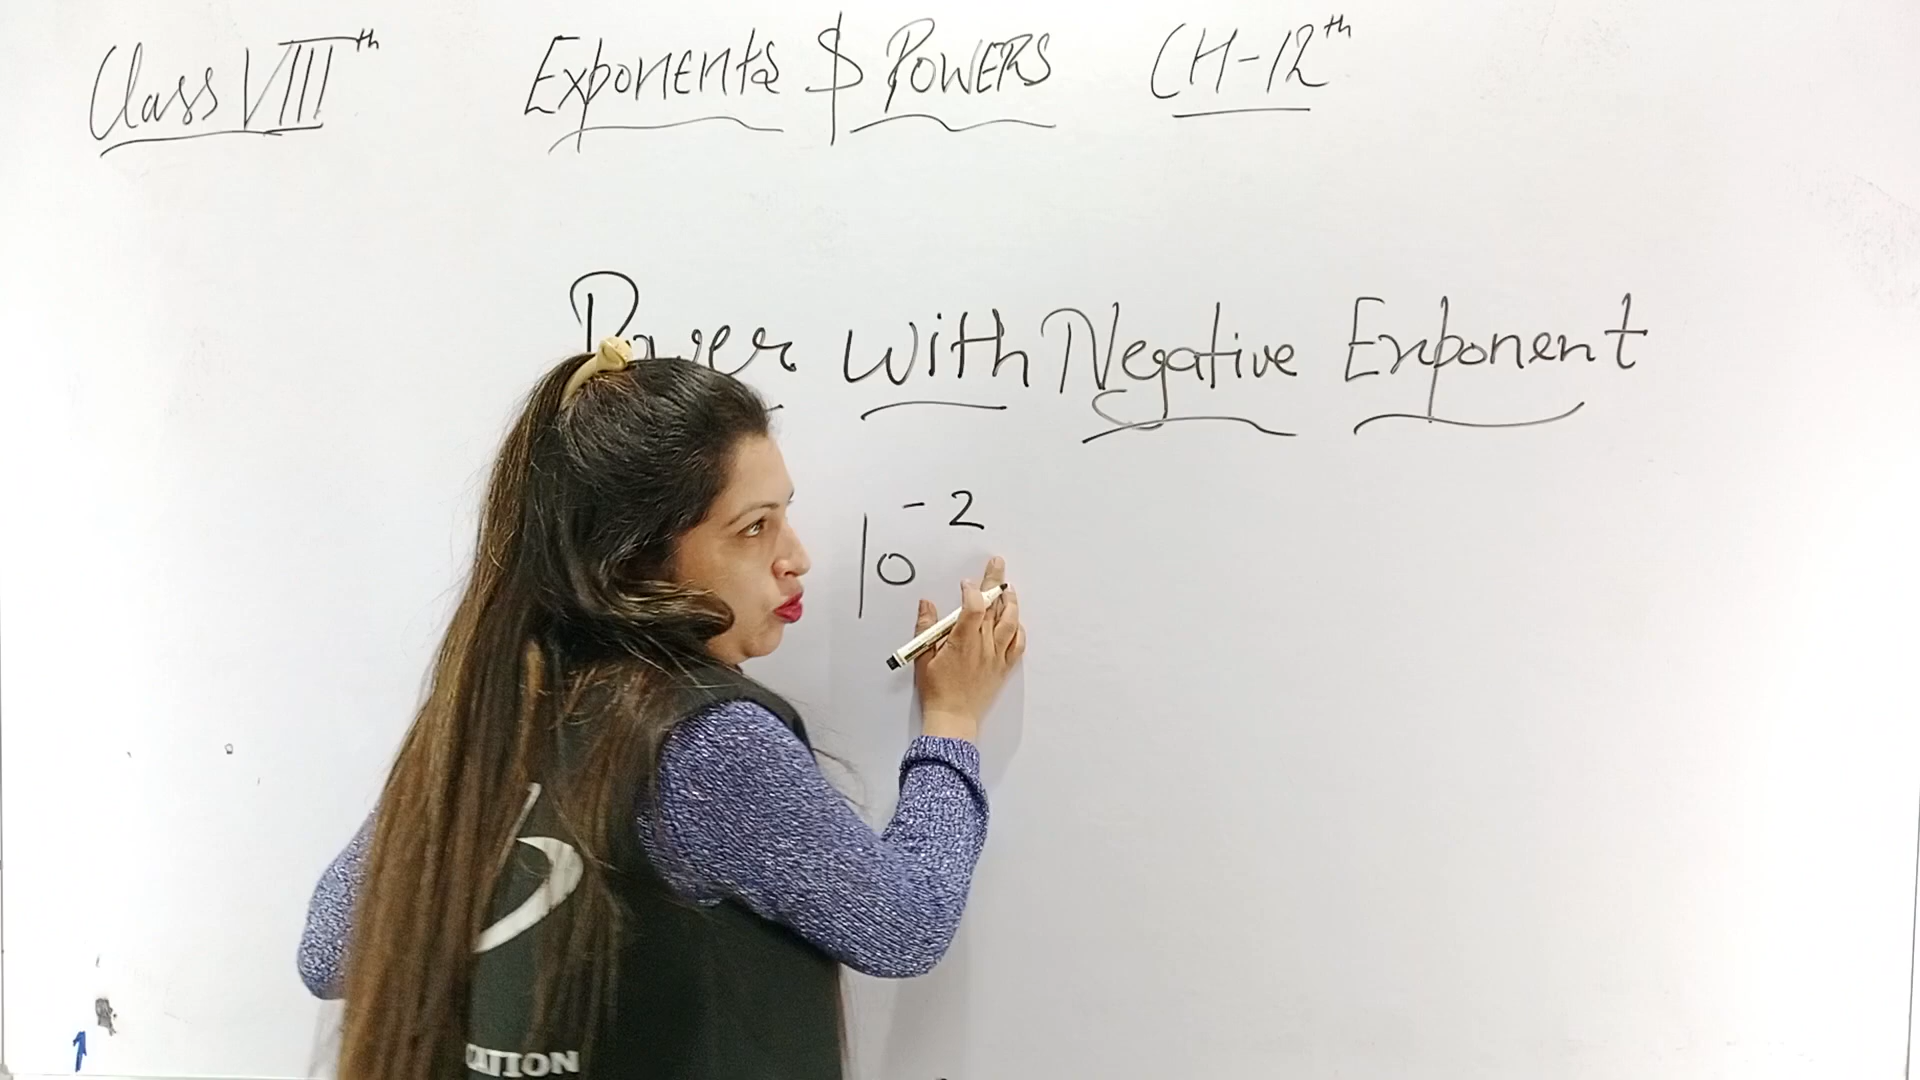 Class VIIIth Exponents & POWERS CH-12th
Power with Negative Exponent
10⁻²